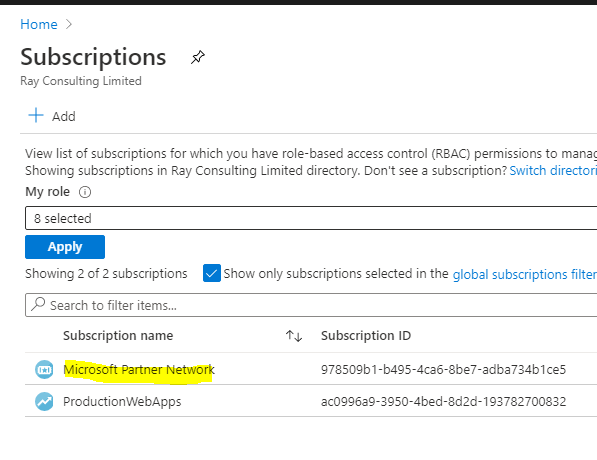 Home
Subscriptions
Ray Consulting Limited
Add
View list of subscriptions for which you have role-based access control (RBAC) permissions to manag
Showing subscriptions in Ray Consulting Limited directory. Don't see a subscription? Switch directori
My role
8 selected
Apply
Showing 2 of 2 subscriptions Show only subscriptions selected in the global subscriptions filter
Search to filter items...
Subscription name Subscription ID
Microsoft Partner Network 978509b1-b495-4ca6-8be7-adba734b1ce5
ProductionWebApps ac0996a9-3950-4bed-8d2d-193782700832